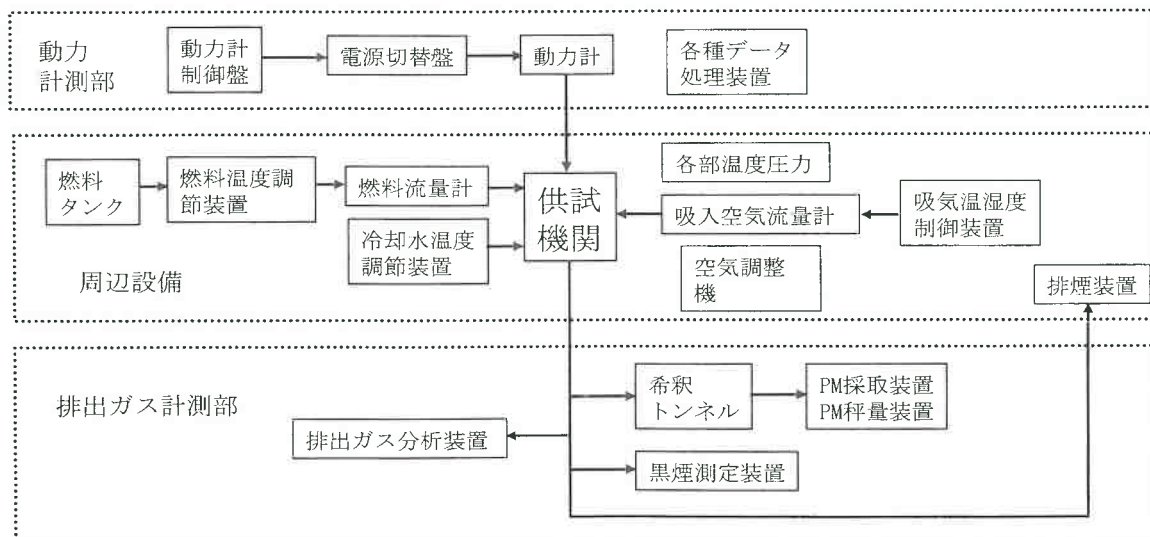 動力
計測部
動力計
制御盤
電源切替盤
動力計
各種データ
処理装置
燃料
タンク
燃料温度調
節装置
燃料流量計
冷却水温度
調節装置
供試
機関
各部温度圧力
吸入空気流量計
吸気温湿度
制御装置
空気調整
機
排煙装置
周辺設備
排出ガス計測部
希釈
トンネル
PM採取装置
PM秤量装置
排出ガス分析装置
黒煙測定装置